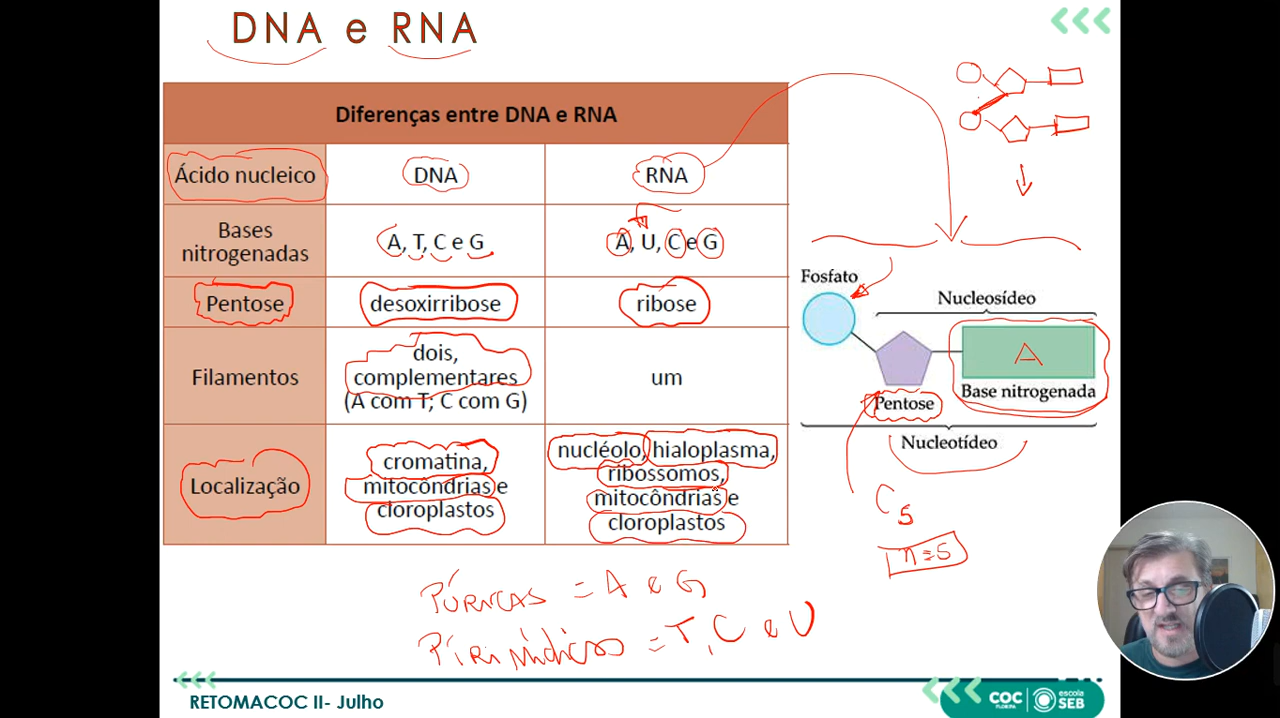 DNA e RNA
Diferenças entre DNA e RNA
Ácido nucleico DNA RNA
Bases nitrogenadas A, T, C e G A, U, C e G
Pentose desoxirribose ribose
Filamentos dois, complementares (A com T; C com G) um
Localização cromatina, mitocôndrias e cloroplastos nucléolo, hialoplasma, ribossomos, mitocôndrias e cloroplastos
Fosfato
Nucleosídeo
A
Pentose
Base nitrogenada
Nucleotídeo
C5
n=5
PÚRICAS = A e G
= T, C e U
RETOMACOC II- Julho
COC
FLORIPA
escola
SEB